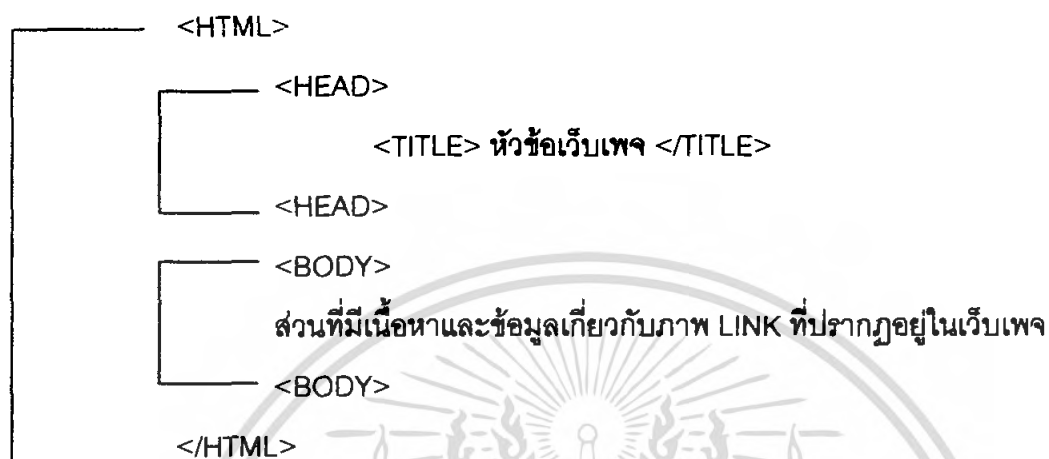 <HTML>
<HEAD>
<TITLE> หัวข้อเว็บเพจ </TITLE>
<HEAD>
<BODY>
ส่วนที่มีเนื้อหาและข้อมูลเกี่ยวกับภาพ LINK ที่ปรากฏอยู่ในเว็บเพจ
<BODY>
</HTML>